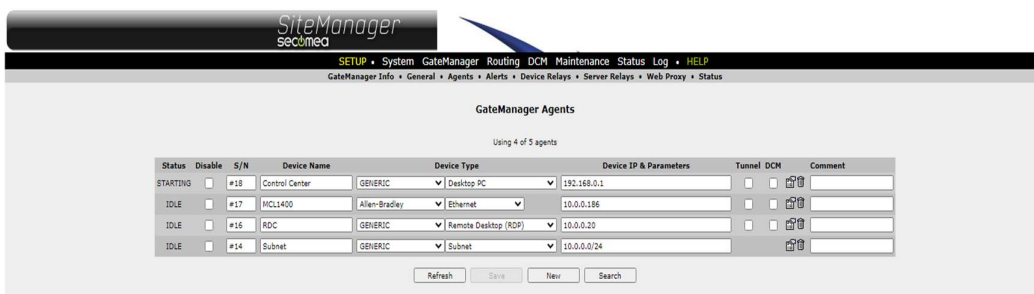 SiteManager
secomea
SETUP • System GateManager Routing DCM Maintenance Status Log • HELP
GateManager Info • General • Agents • Alerts • Device Relays • Server Relays • Web Proxy • Status
GateManager Agents
Using 4 of 5 agents
Status Disable S/N Device Name Device Type Device IP & Parameters Tunnel DCM Comment
STARTING #18 Control Center GENERIC Desktop PC 192.168.0.1
IDLE #17 MCL1400 Allen-Bradley Ethernet 10.0.0.186
IDLE #16 RDC GENERIC Remote Desktop (RDP) 10.0.0.20
IDLE #14 Subnet GENERIC Subnet 10.0.0.0/24
Refresh Save New Search